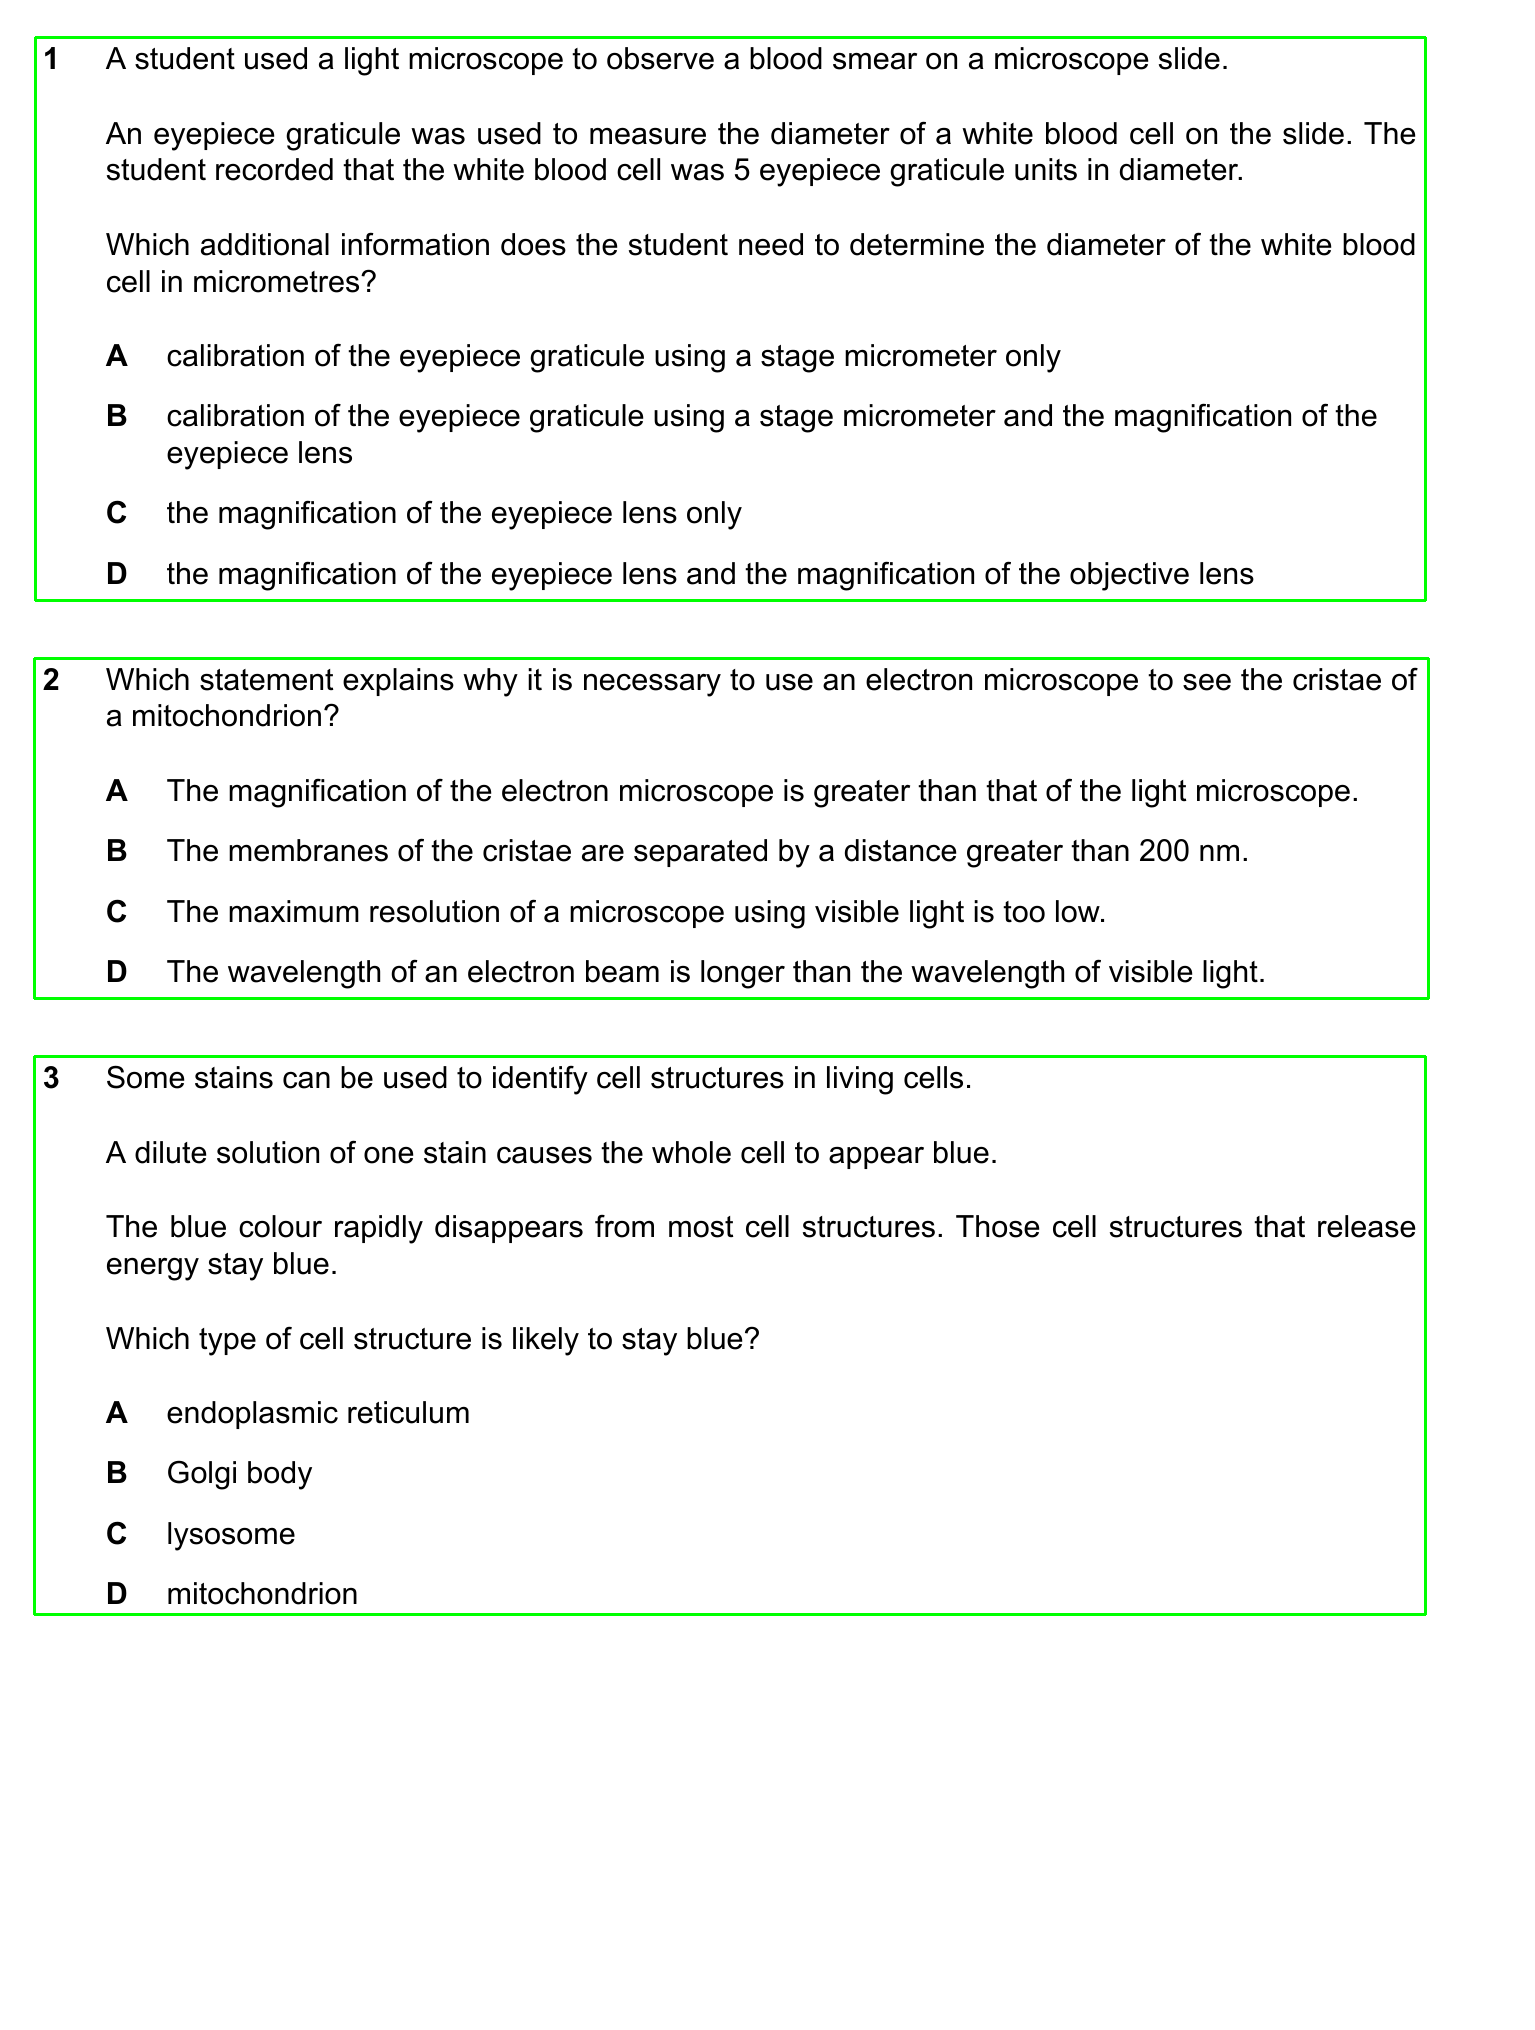 1 A student used a light microscope to observe a blood smear on a microscope slide.
An eyepiece graticule was used to measure the diameter of a white blood cell on the slide. The
student recorded that the white blood cell was 5 eyepiece graticule units in diameter.
Which additional information does the student need to determine the diameter of the white blood
cell in micrometres?
A calibration of the eyepiece graticule using a stage micrometer only
B calibration of the eyepiece graticule using a stage micrometer and the magnification of the
eyepiece lens
C the magnification of the eyepiece lens only
D the magnification of the eyepiece lens and the magnification of the objective lens
2 Which statement explains why it is necessary to use an electron microscope to see the cristae of
a mitochondrion?
A The magnification of the electron microscope is greater than that of the light microscope.
B The membranes of the cristae are separated by a distance greater than 200 nm.
C The maximum resolution of a microscope using visible light is too low.
D The wavelength of an electron beam is longer than the wavelength of visible light.
3 Some stains can be used to identify cell structures in living cells.
A dilute solution of one stain causes the whole cell to appear blue.
The blue colour rapidly disappears from most cell structures. Those cell structures that release
energy stay blue.
Which type of cell structure is likely to stay blue?
A endoplasmic reticulum
B Golgi body
C lysosome
D mitochondrion